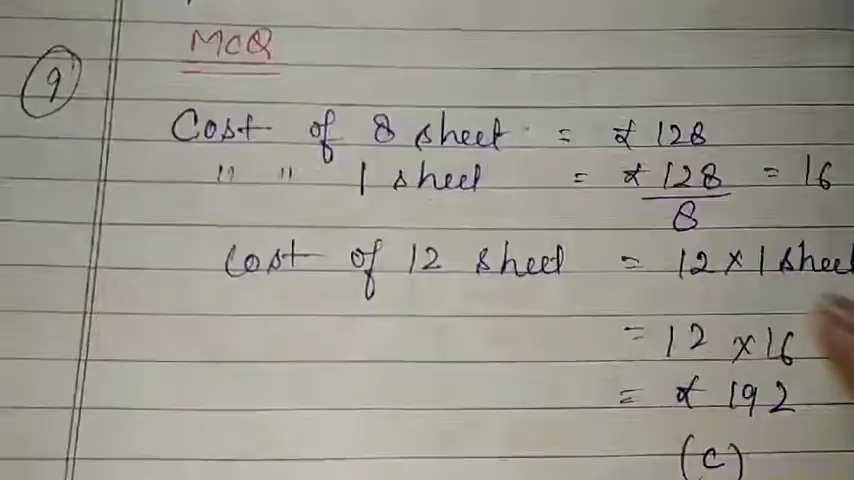 MCQ
9
Cost of 8 sheet = ₹ 128
" " 1 sheet = ₹ 128 = 16
8
Cost of 12 sheet = 12 × 1 sheet
= 12 × 16
= ₹ 192
(c)